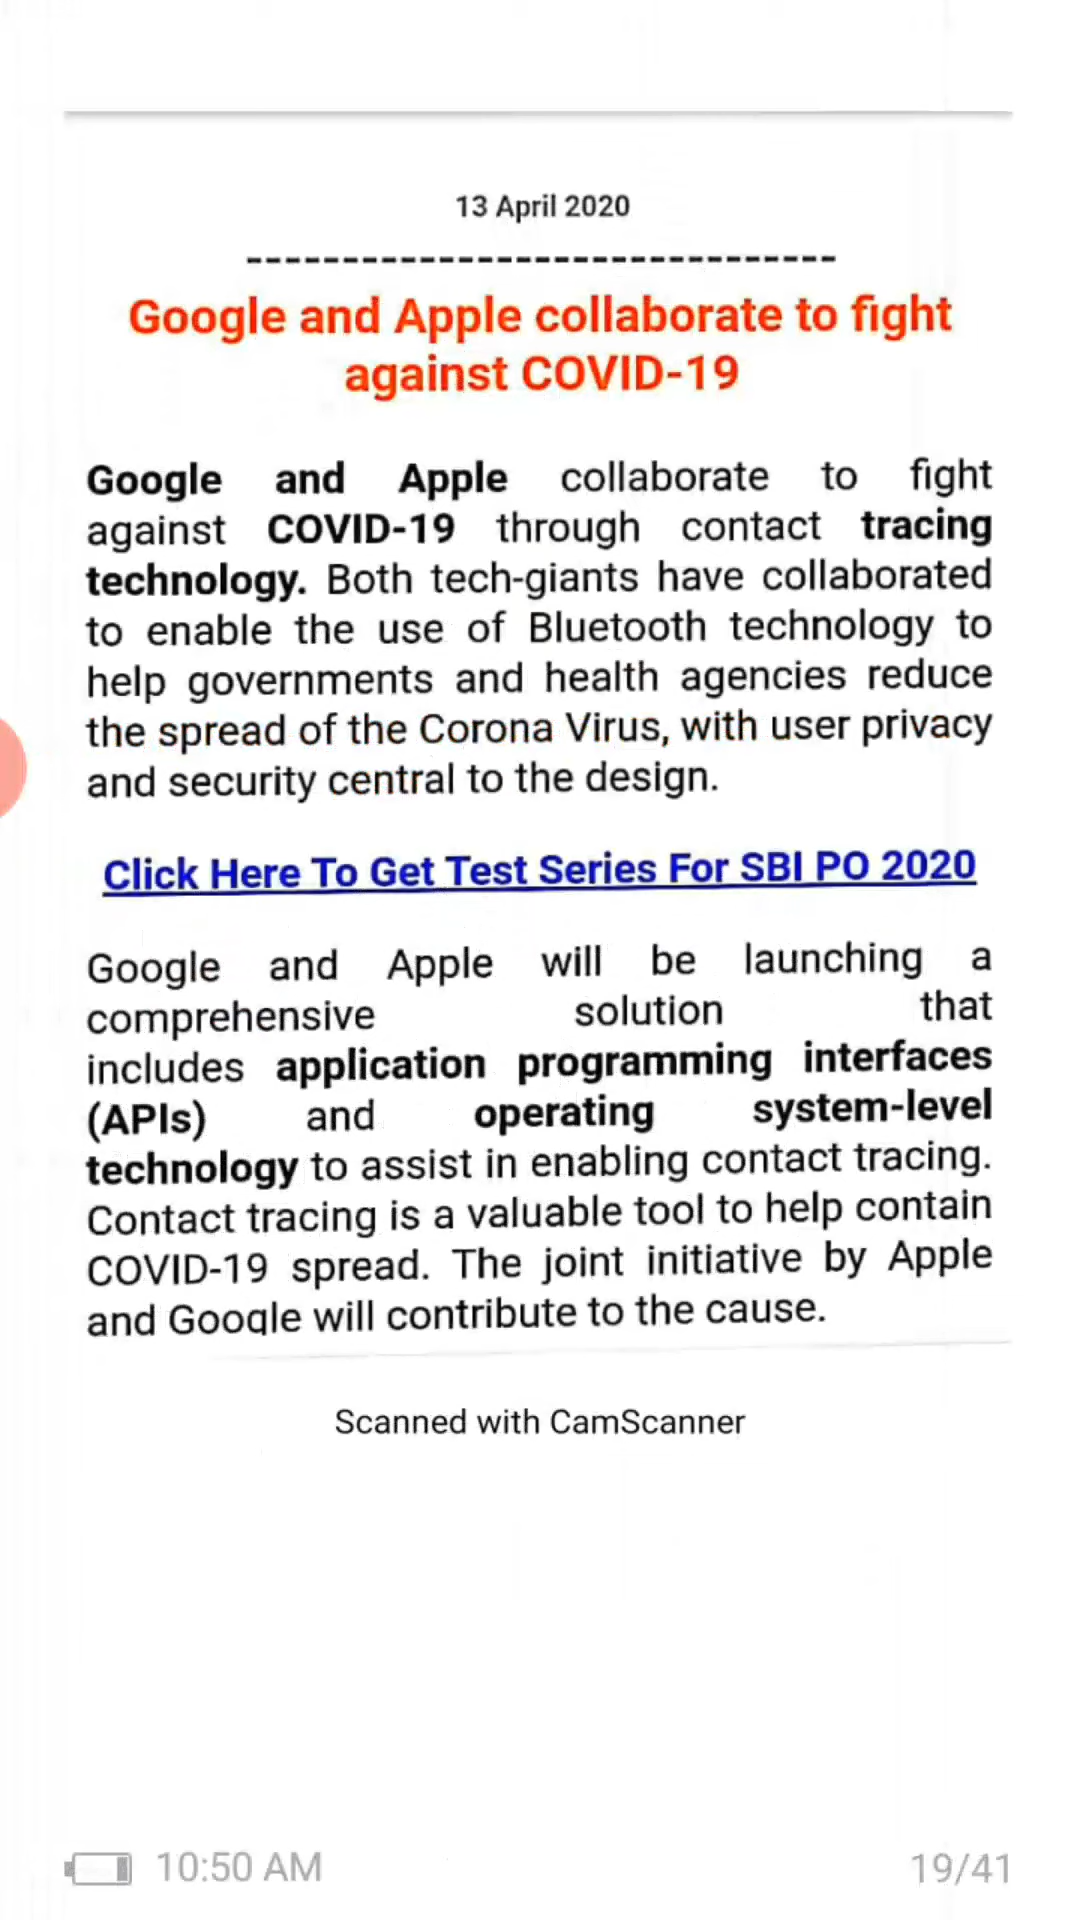 13 April 2020
-------------------------------
Google and Apple collaborate to fight
against COVID-19
Google and Apple collaborate to fight
against COVID-19 through contact tracing
technology. Both tech-giants have collaborated
to enable the use of Bluetooth technology to
help governments and health agencies reduce
the spread of the Corona Virus, with user privacy
and security central to the design.
Click Here To Get Test Series For SBI PO 2020
Google and Apple will be launching a
comprehensive solution that
includes application programming interfaces
(APIs) and operating system-level
technology to assist in enabling contact tracing.
Contact tracing is a valuable tool to help contain
COVID-19 spread. The joint initiative by Apple
and Google will contribute to the cause.
Scanned with CamScanner
10:50 AM 19/41